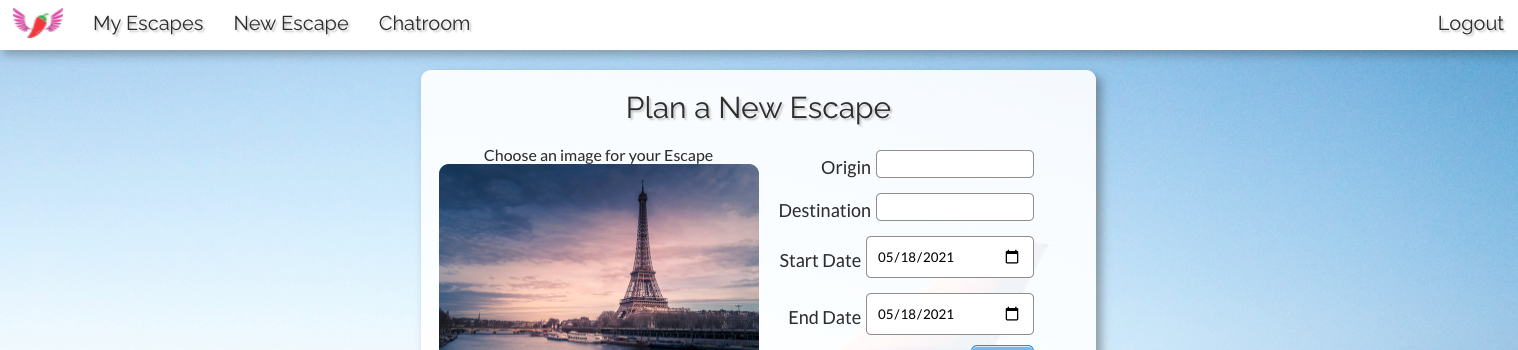 My Escapes New Escape Chatroom Logout
Plan a New Escape
Choose an image for your Escape
Origin
Destination
Start Date 05/18/2021
End Date 05/18/2021